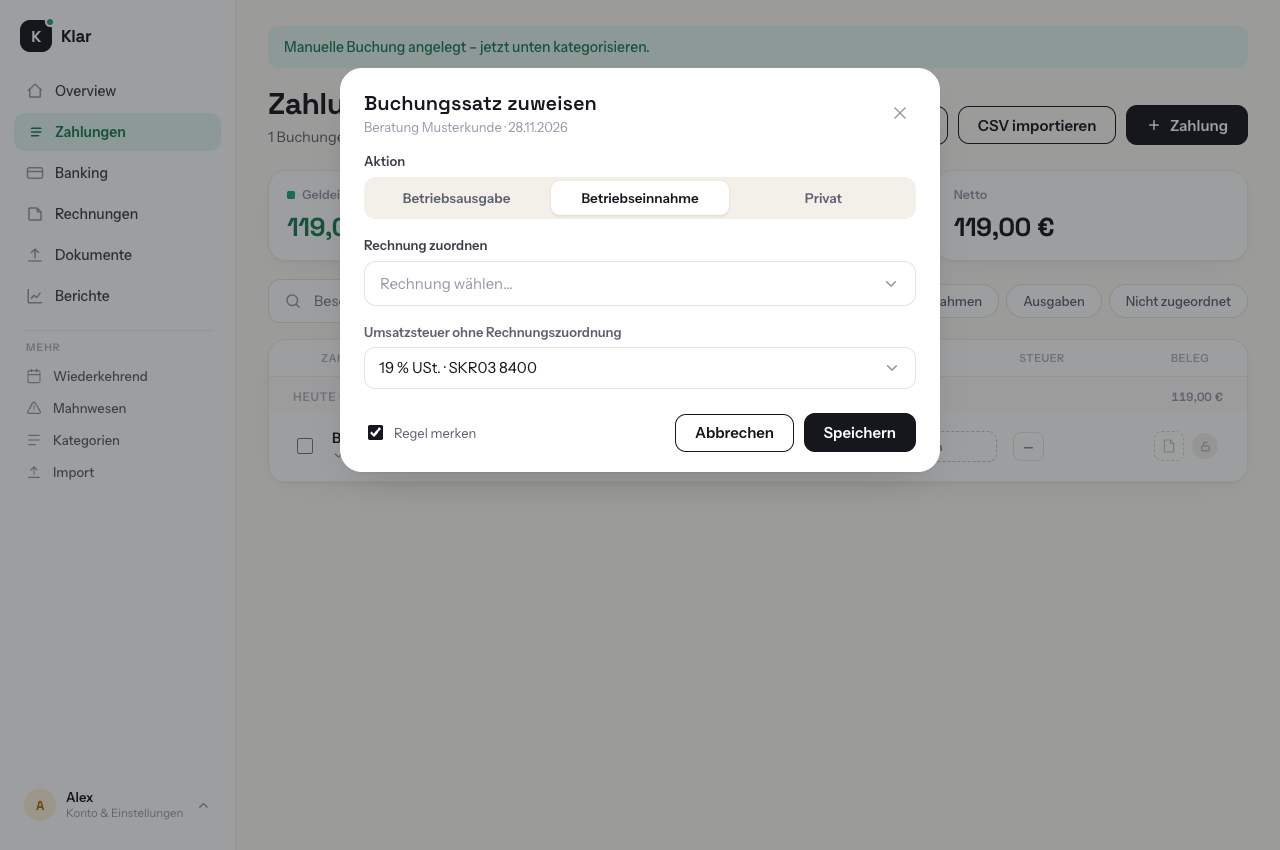 K Klar
Overview
Zahlungen
Banking
Rechnungen
Dokumente
Berichte
MEHR
Wiederkehrend
Mahnwesen
Kategorien
Import
A Alex
Konto & Einstellungen
Manuelle Buchung angelegt – jetzt unten kategorisieren.
CSV importieren
+ Zahlung
Netto
119,00 €
Ausgaben
Nicht zugeordnet
STEUER BELEG
HEUTE 119,00 €
–
Buchungssatz zuweisen
Beratung Musterkunde · 28.11.2026
Aktion
Betriebsausgabe Betriebseinnahme Privat
Rechnung zuordnen
Rechnung wählen...
Umsatzsteuer ohne Rechnungszuordnung
19 % USt. · SKR03 8400
Regel merken
Abbrechen Speichern